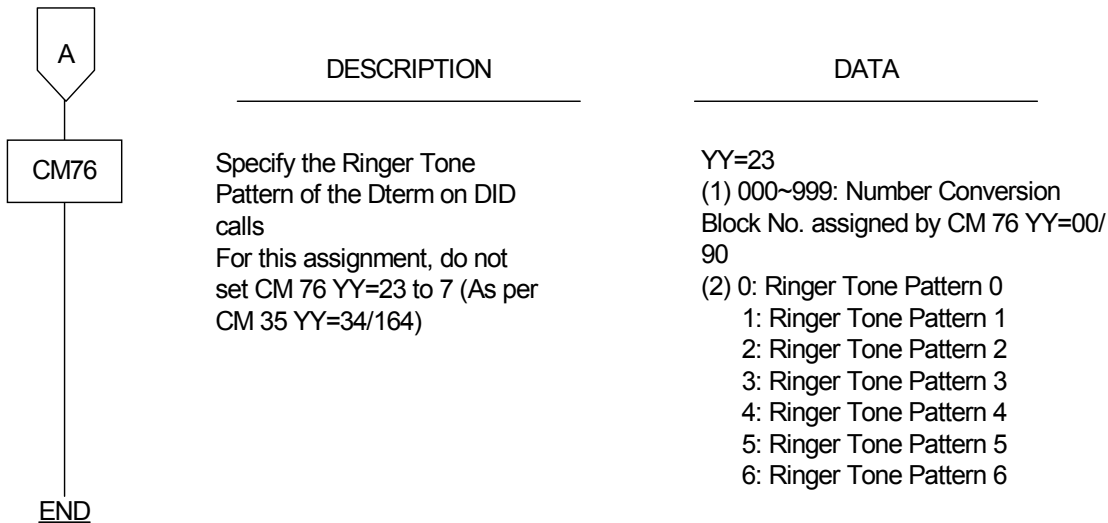 A
DESCRIPTION
DATA
CM76
Specify the Ringer Tone
Pattern of the Dterm on DID
calls
For this assignment, do not
set CM 76 YY=23 to 7 (As per
CM 35 YY=34/164)
YY=23
(1) 000~999: Number Conversion
Block No. assigned by CM 76 YY=00/
90
(2) 0: Ringer Tone Pattern 0
1: Ringer Tone Pattern 1
2: Ringer Tone Pattern 2
3: Ringer Tone Pattern 3
4: Ringer Tone Pattern 4
5: Ringer Tone Pattern 5
6: Ringer Tone Pattern 6
END